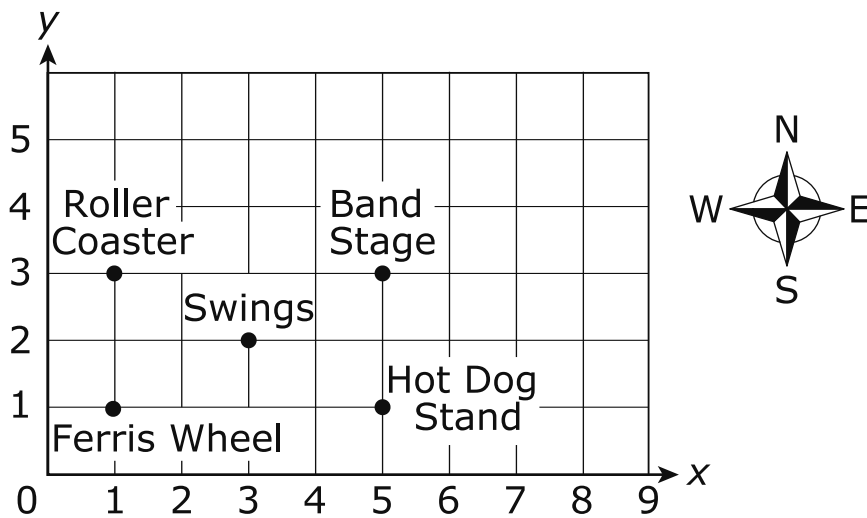 y
5
4
3
2
1
0 1 2 3 4 5 6 7 8 9 x
Roller
Coaster
Band
Stage
Swings
Hot Dog
Stand
Ferris Wheel
N
W E
S